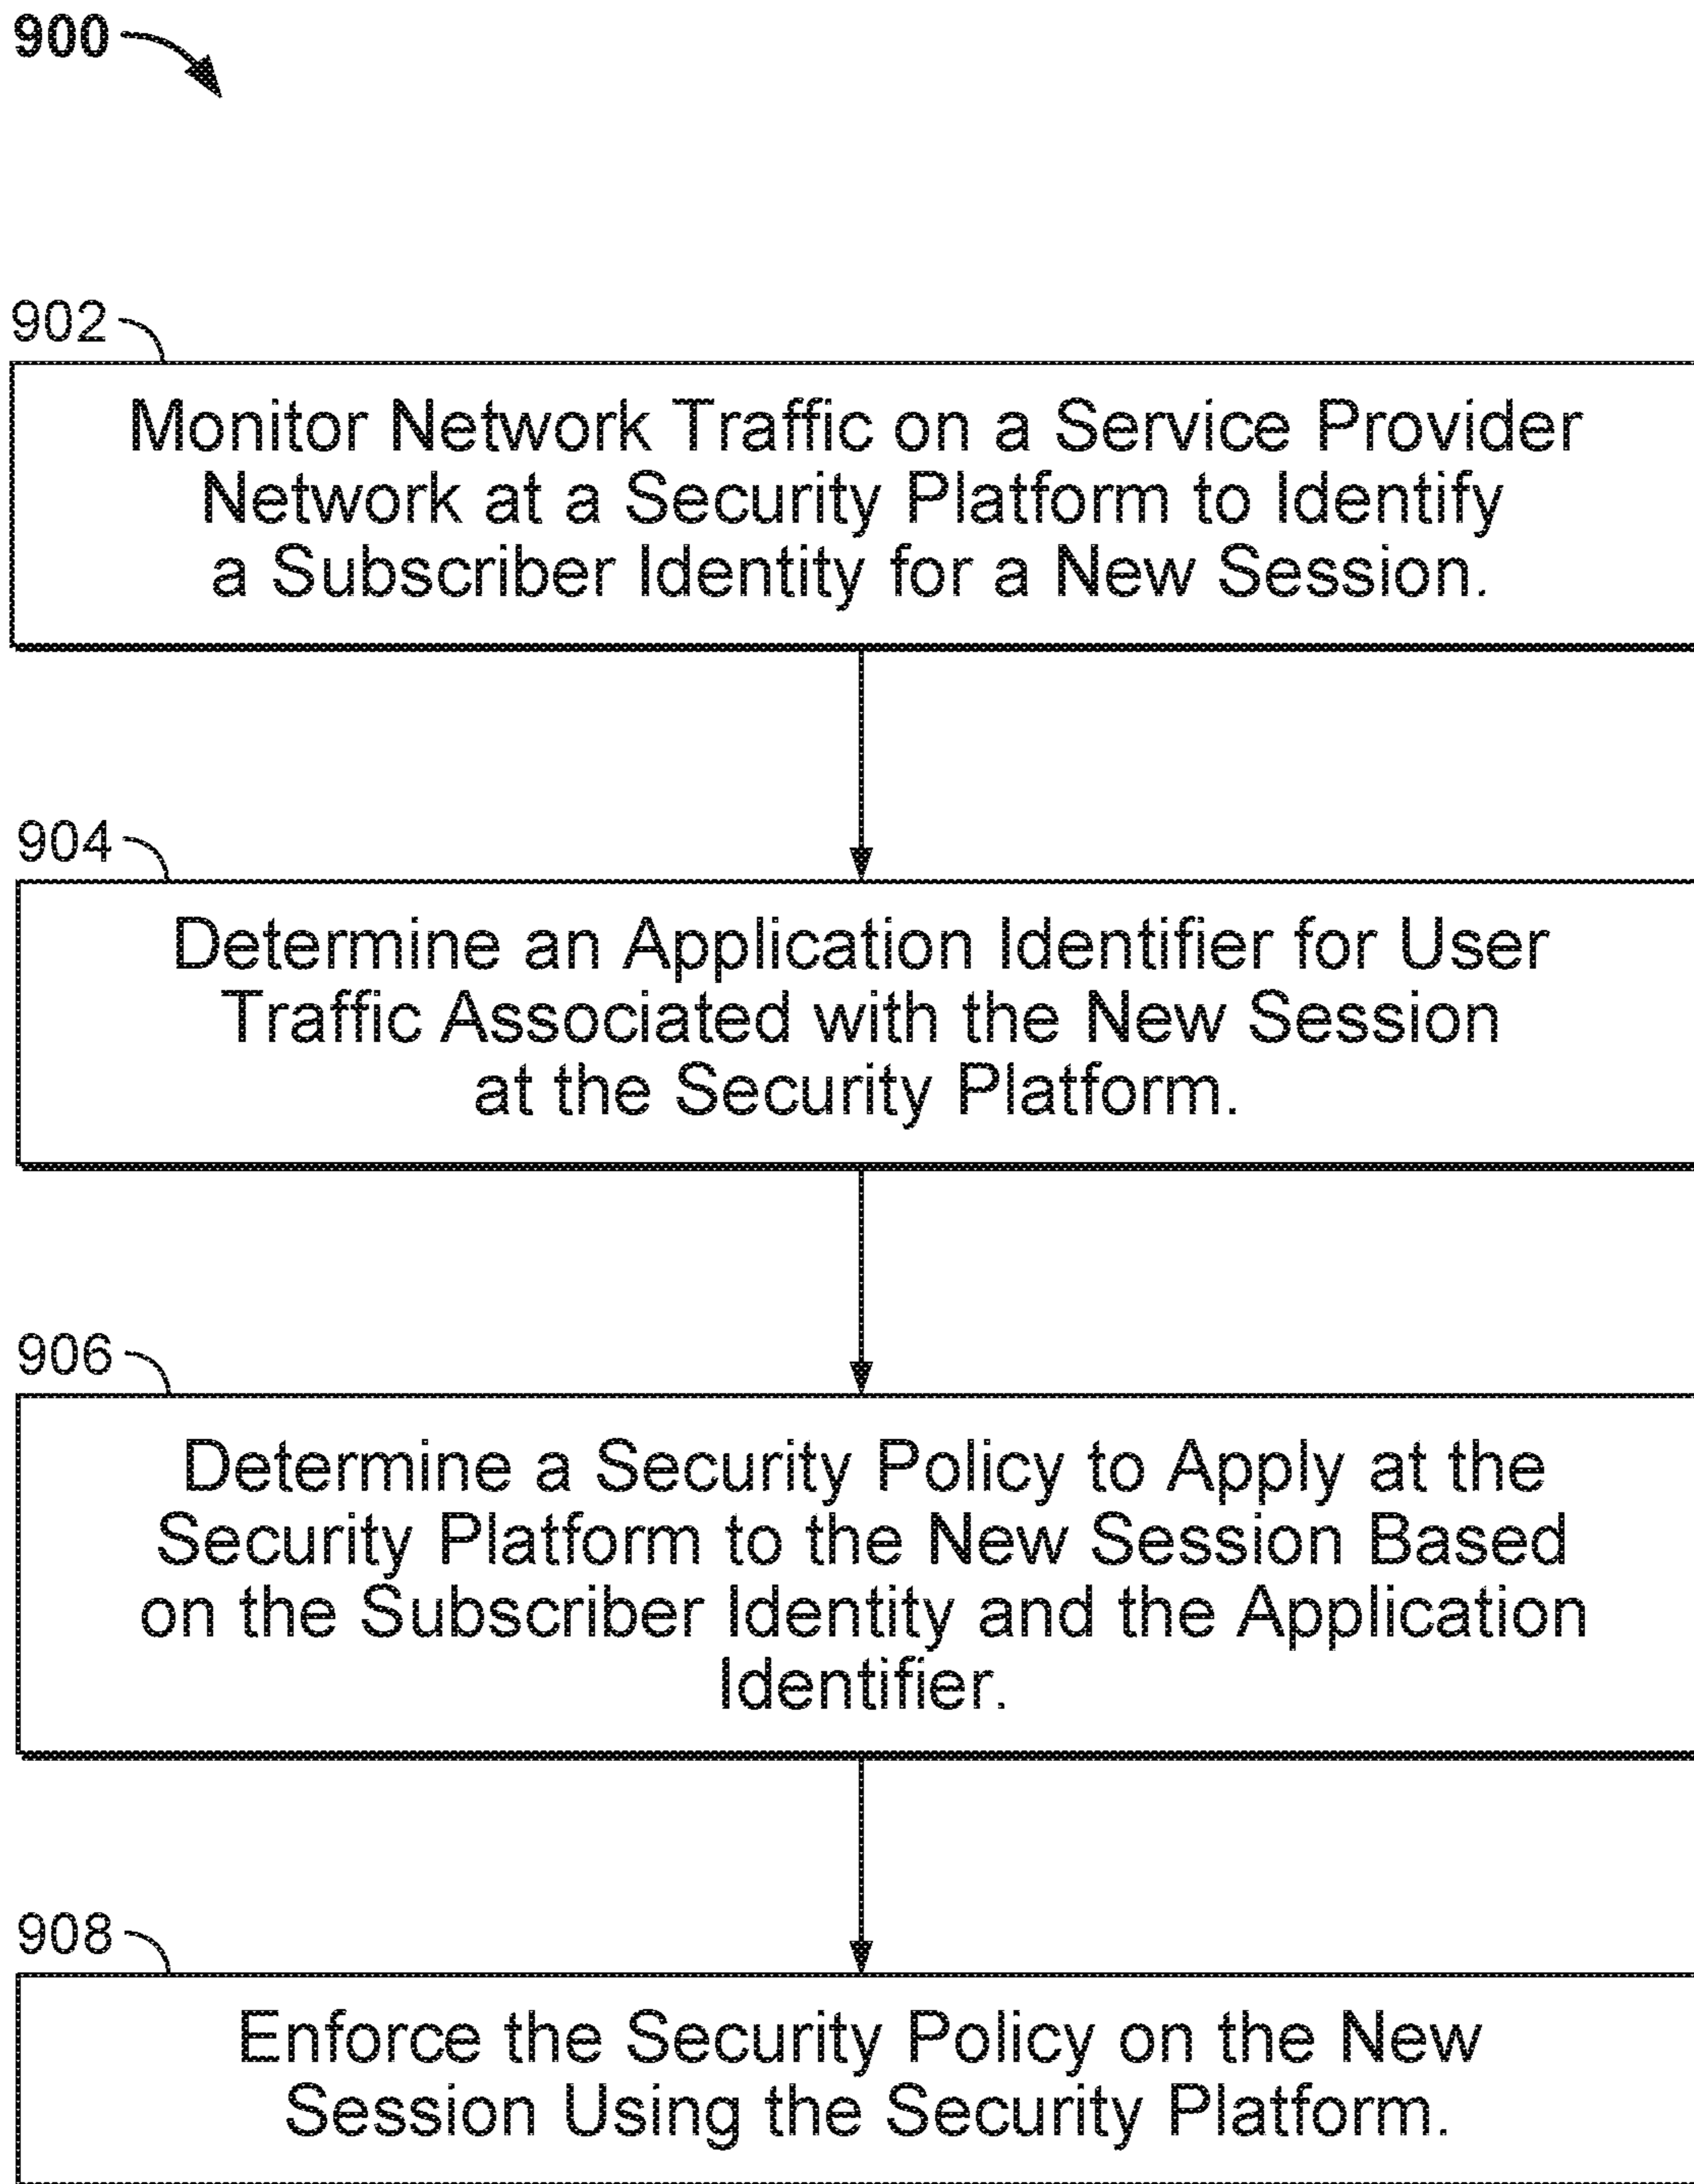 900
902
Monitor Network Traffic on a Service Provider
Network at a Security Platform to Identify
a Subscriber Identity for a New Session.
904
Determine an Application Identifier for User
Traffic Associated with the New Session
at the Security Platform.
906
Determine a Security Policy to Apply at the
Security Platform to the New Session Based
on the Subscriber Identity and the Application
Identifier.
908
Enforce the Security Policy on the New
Session Using the Security Platform.